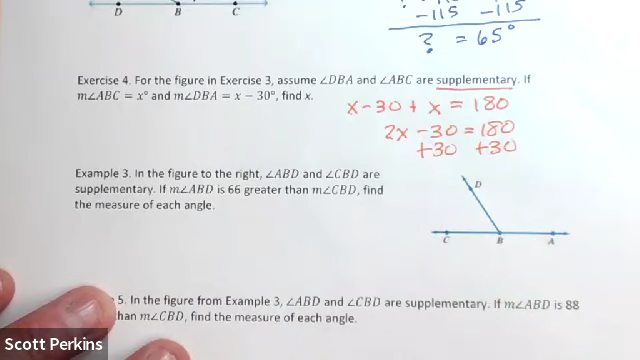 D B C
-115 -115
? = 65°
Exercise 4. For the figure in Exercise 3, assume ∠DBA and ∠ABC are supplementary. If
m∠ABC = x° and m∠DBA = x − 30°, find x.
x - 30 + x = 180
2x - 30 = 180
+30 +30
Example 3. In the figure to the right, ∠ABD and ∠CBD are
supplementary. If m∠ABD is 66 greater than m∠CBD, find
the measure of each angle.
D
C B A
5. In the figure from Example 3, ∠ABD and ∠CBD are supplementary. If m∠ABD is 88
than m∠CBD, find the measure of each angle.
Scott Perkins